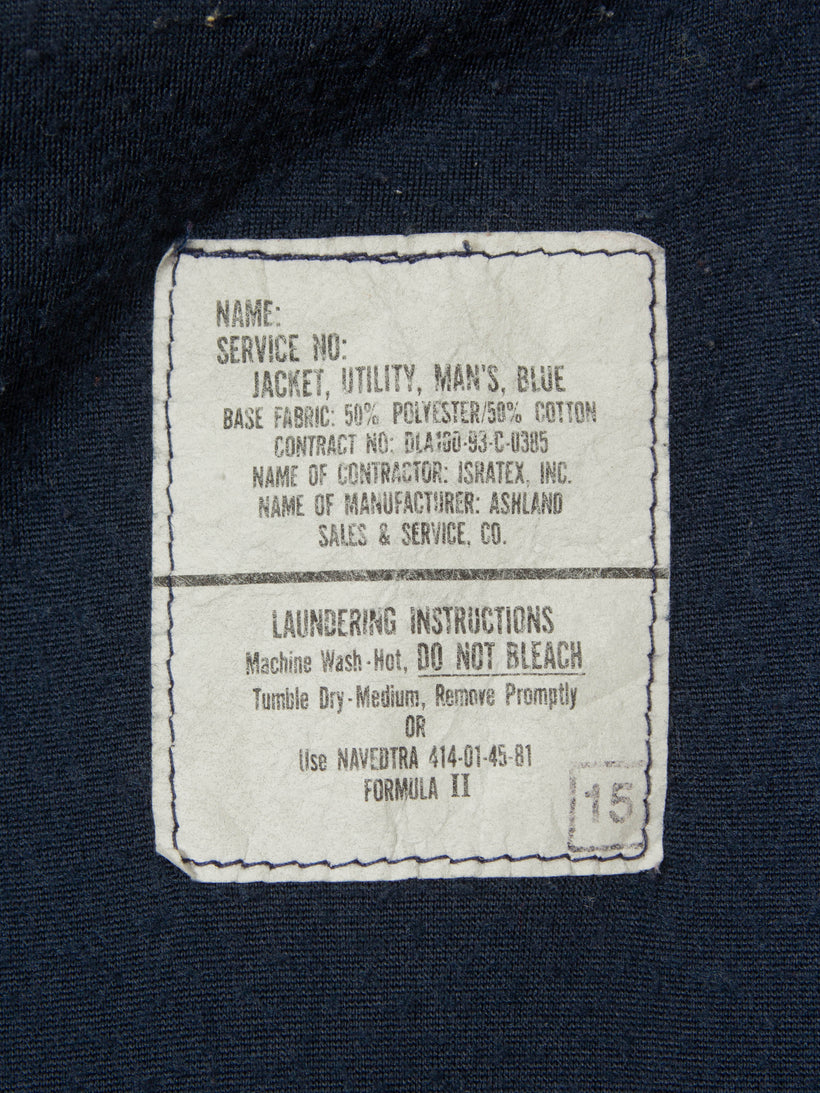 NAME:
SERVICE NO:
JACKET, UTILITY, MAN'S, BLUE
BASE FABRIC: 50% POLYESTER/50% COTTON
CONTRACT NO: DLA100-93-C-0385
NAME OF CONTRACTOR: ISRATEX, INC.
NAME OF MANUFACTURER: ASHLAND
SALES & SERVICE, CO.
LAUNDERING INSTRUCTIONS
Machine Wash-Hot, DO NOT BLEACH
Tumble Dry-Medium, Remove Promptly
OR
Use NAVEDTRA 414-01-45-81
FORMULA II
15